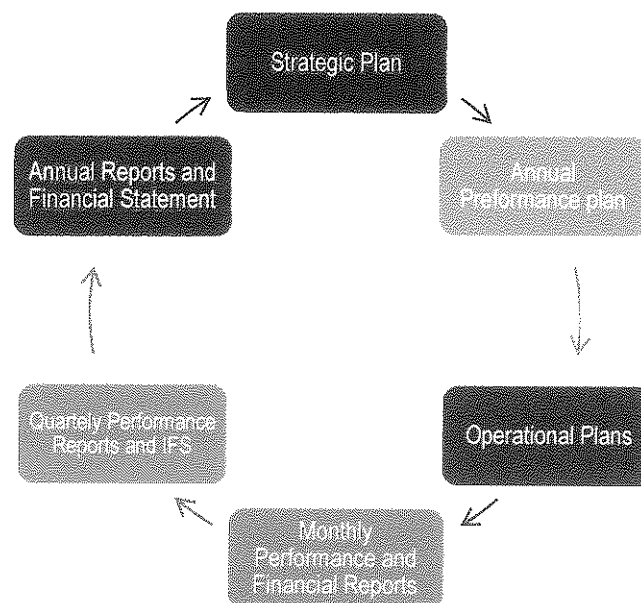 Strategic Plan
Annual
Preformance plan
Operational Plans
Monthly
Performance and
Financial Reports
Quartely Performance
Reports and IFS
Annual Reports and
Financial Statement